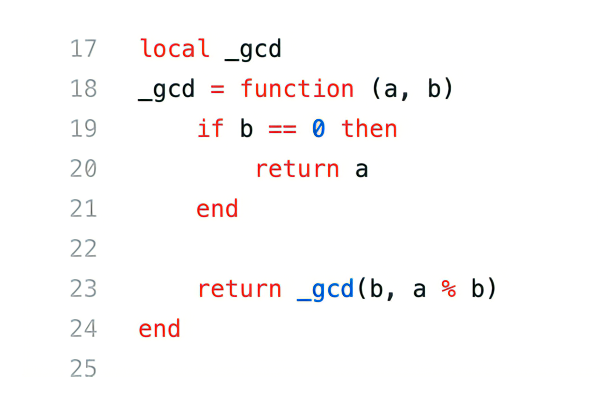 17 local _gcd
18 _gcd = function (a, b)
19     if b == 0 then
20         return a
21     end
22
23     return _gcd(b, a % b)
24 end
25